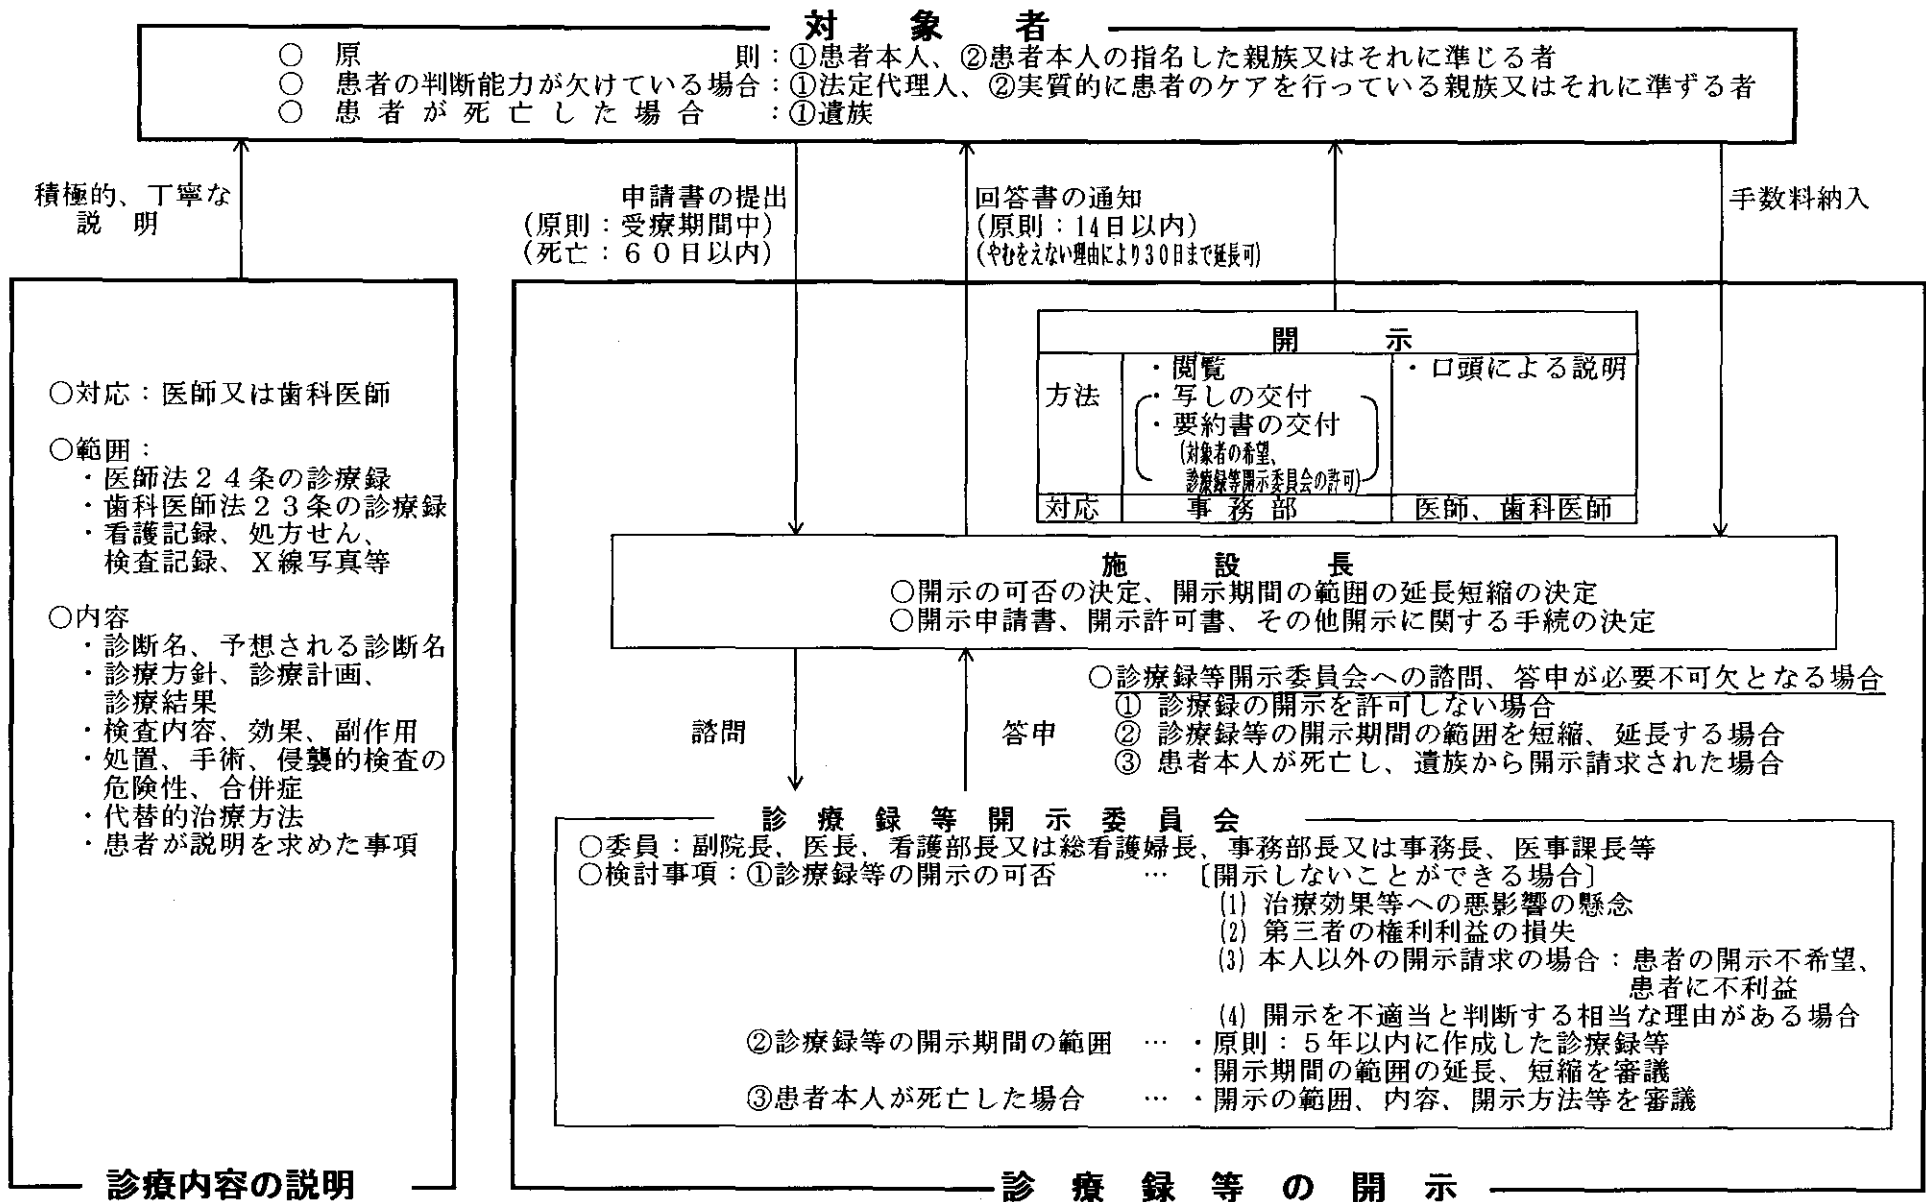 対象者
○ 原則：①患者本人、②患者本人の指名した親族又はそれに準じる者
○ 患者の判断能力が欠けている場合：①法定代理人、②実質的に患者のケアを行っている親族又はそれに準ずる者
○ 患者が死亡した場合：①遺族
積極的、丁寧な
説明
申請書の提出
(原則：受療期間中)
(死亡：６０日以内)
回答書の通知
(原則：14日以内)
(やむをえない理由により３０日まで延長可)
手数料納入
○対応：医師又は歯科医師
○範囲：
・医師法２４条の診療録
・歯科医師法２３条の診療録
・看護記録、処方せん、
検査記録、Ｘ線写真等
○内容
・診断名、予想される診断名
・診療方針、診療計画、
診療結果
・検査内容、効果、副作用
・処置、手術、侵襲的検査の
危険性、合併症
・代替的治療方法
・患者が説明を求めた事項
診療内容の説明
開示
方法
・閲覧
・写しの交付
・要約書の交付
(対象者の希望、
診療録等開示委員会の許可)
・口頭による説明
対応
事務部
医師、歯科医師
施設長
○開示の可否の決定、開示期間の範囲の延長短縮の決定
○開示申請書、開示許可書、その他開示に関する手続の決定
諮問
答申
○診療録等開示委員会への諮問、答申が必要不可欠となる場合
① 診療録の開示を許可しない場合
② 診療録等の開示期間の範囲を短縮、延長する場合
③ 患者本人が死亡し、遺族から開示請求された場合
診療録等開示委員会
○委員：副院長、医長、看護部長又は総看護婦長、事務部長又は事務長、医事課長等
○検討事項：①診療録等の開示の可否 … 〔開示しないことができる場合〕
(1) 治療効果等への悪影響の懸念
(2) 第三者の権利利益の損失
(3) 本人以外の開示請求の場合：患者の開示不希望、
患者に不利益
(4) 開示を不適当と判断する相当な理由がある場合
②診療録等の開示期間の範囲 … ・原則：５年以内に作成した診療録等
・開示期間の範囲の延長、短縮を審議
③患者本人が死亡した場合 … ・開示の範囲、内容、開示方法等を審議
診療録等の開示